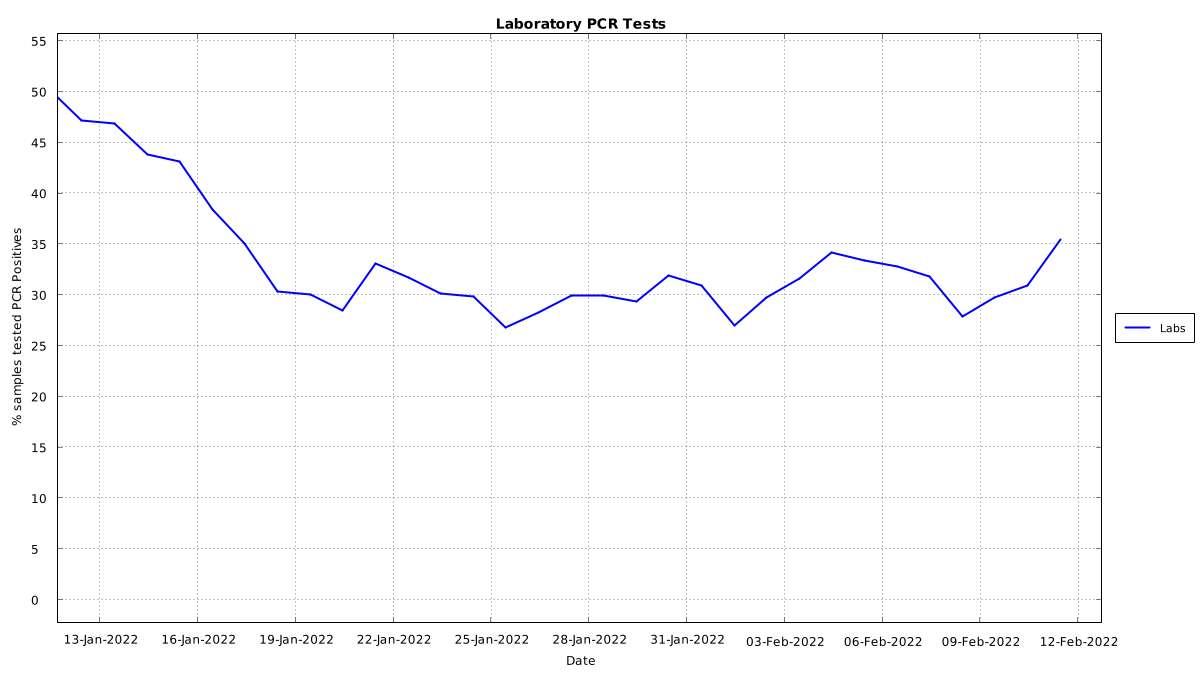 Laboratory PCR Tests
55
50
45
40
35
30
25
20
15
10
5
0
% samples tested PCR Positives
Labs
13-Jan-2022 16-Jan-2022 19-Jan-2022 22-Jan-2022 25-Jan-2022 28-Jan-2022 31-Jan-2022 03-Feb-2022 06-Feb-2022 09-Feb-2022 12-Feb-2022
Date